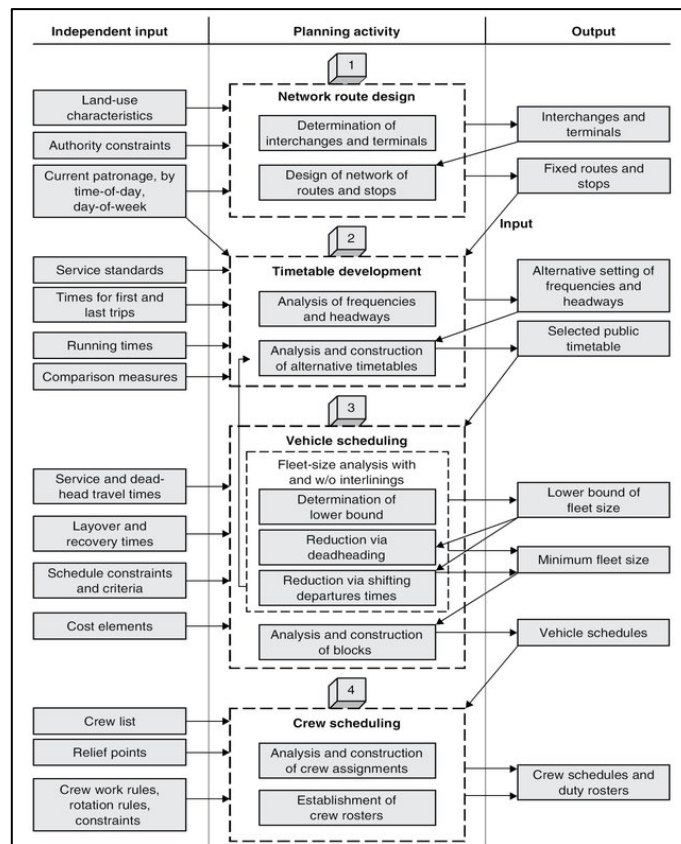 Independent input
Planning activity
Output
1
Network route design
Land-use
characteristics
Authority constraints
Current patronage, by
time-of-day,
day-of-week
Determination of
interchanges and terminals
Design of network of
routes and stops
Interchanges and
terminals
Fixed routes and
stops
Input
2
Timetable development
Service standards
Times for first and
last trips
Running times
Comparison measures
Analysis of frequencies
and headways
Analysis and construction
of alternative timetables
Alternative setting of
frequencies and
headways
Selected public
timetable
3
Vehicle scheduling
Fleet-size analysis with
and w/o interlinings
Service and dead-
head travel times
Layover and
recovery times
Schedule constraints
and criteria
Cost elements
Determination of
lower bound
Reduction via
deadheading
Reduction via shifting
departures times
Analysis and construction
of blocks
Lower bound of
fleet size
Minimum fleet size
Vehicle schedules
4
Crew scheduling
Crew list
Relief points
Crew work rules,
rotation rules,
constraints
Analysis and construction
of crew assignments
Establishment of
crew rosters
Crew schedules and
duty rosters